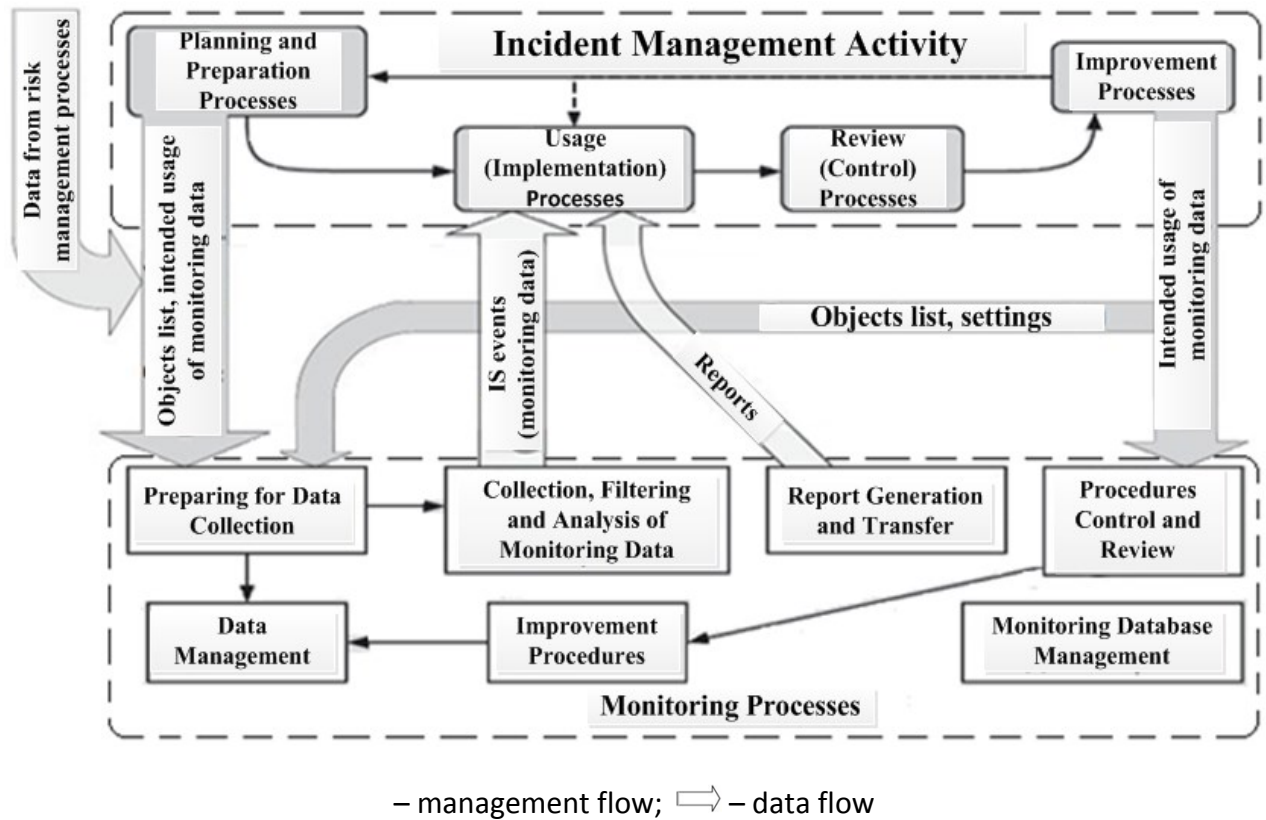 Data from risk
management processes
Planning and
Preparation
Processes
Incident Management Activity
Improvement
Processes
Usage
(Implementation)
Processes
Review
(Control)
Processes
Objects list, intended usage
of monitoring data
IS events
(monitoring data)
Reports
Objects list, settings
Intended usage of
monitoring data
Preparing for Data
Collection
Collection, Filtering
and Analysis of
Monitoring Data
Report Generation
and Transfer
Procedures
Control and
Review
Data
Management
Improvement
Procedures
Monitoring Database
Management
Monitoring Processes
– management flow; – data flow